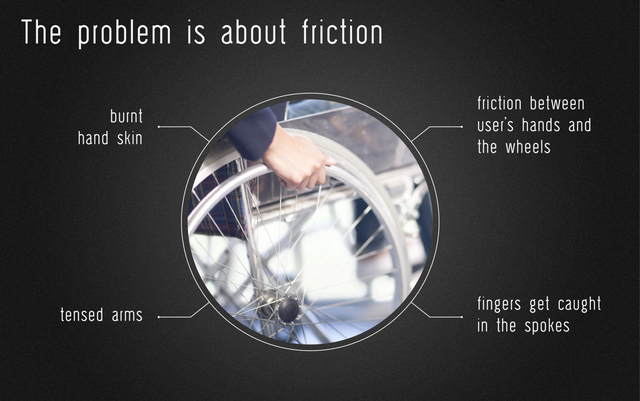 The problem is about friction
burnt
hand skin
friction between
user's hands and
the wheels
tensed arms
fingers get caught
in the spokes